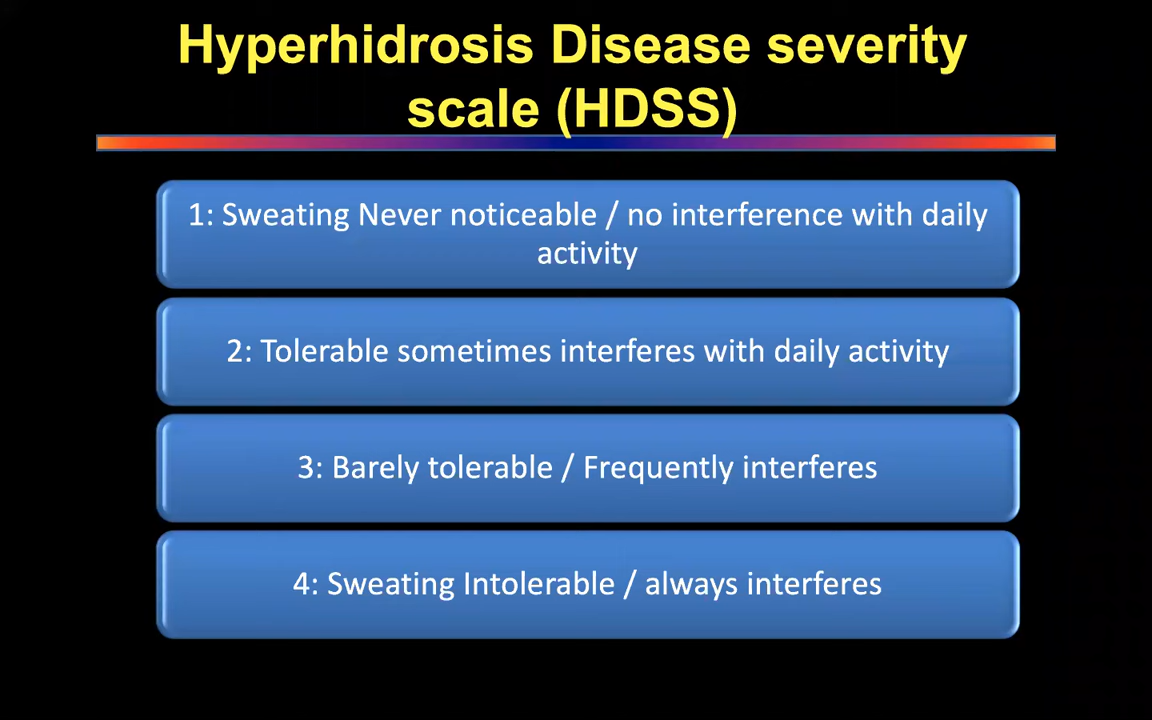 Hyperhidrosis Disease severity
scale (HDSS)
1: Sweating Never noticeable / no interference with daily
activity
2: Tolerable sometimes interferes with daily activity
3: Barely tolerable / Frequently interferes
4: Sweating Intolerable / always interferes